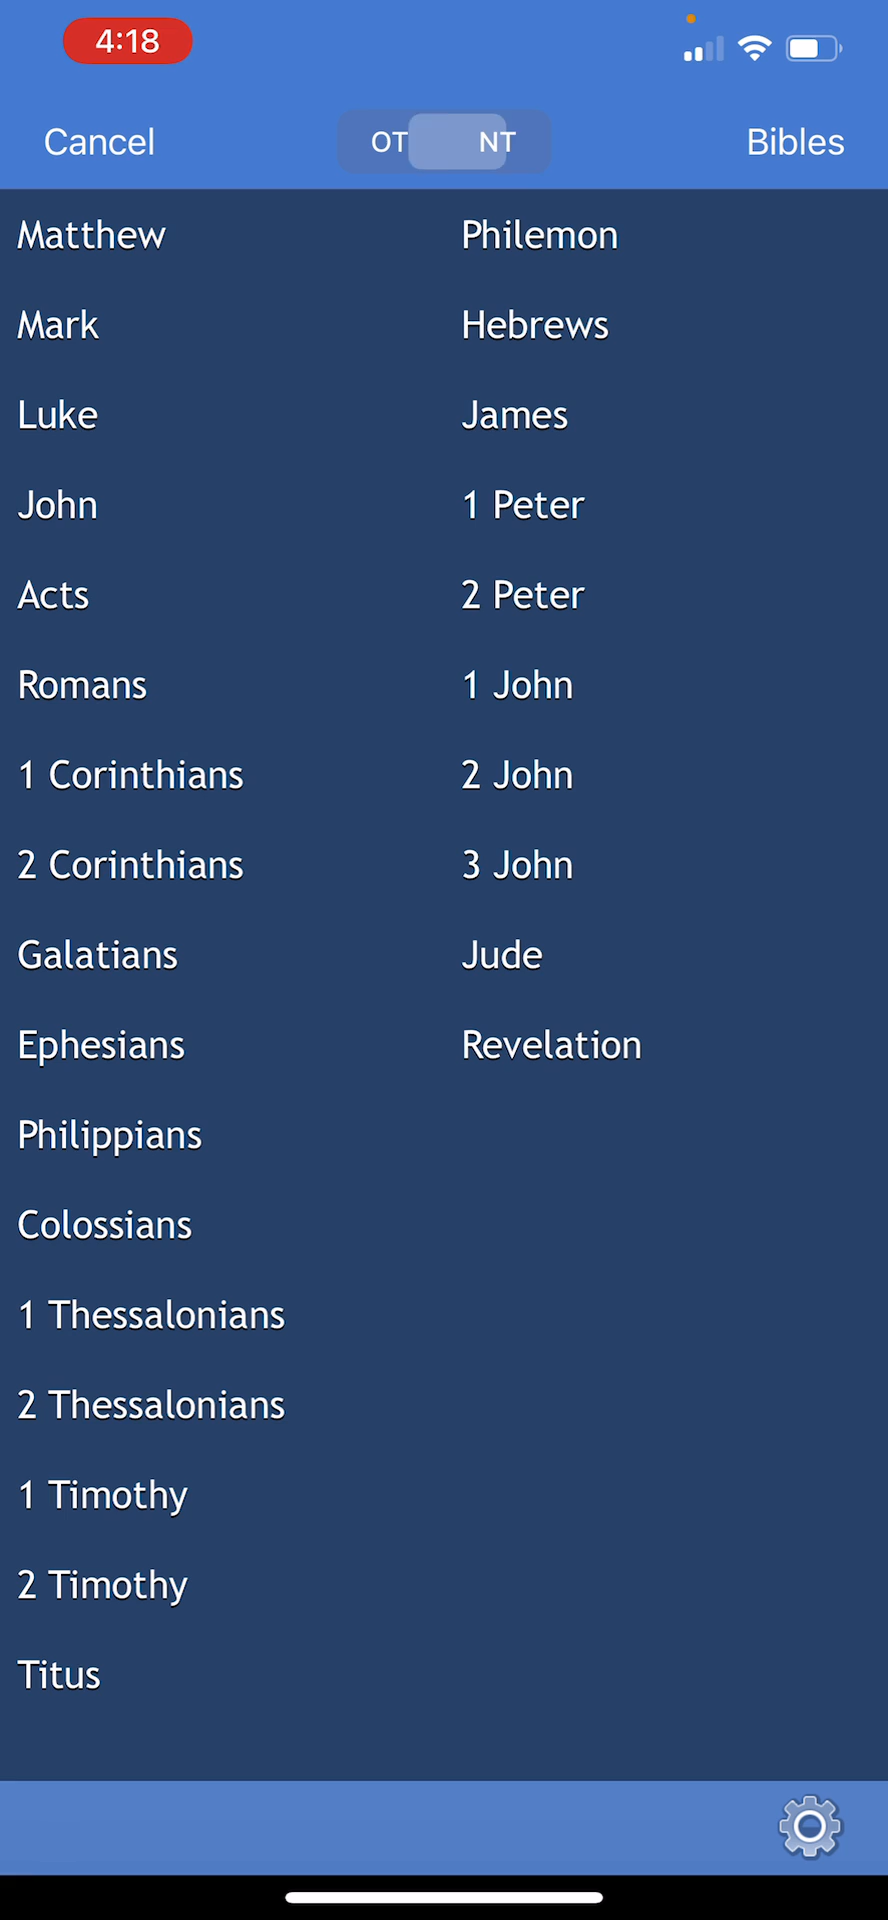 4:18
Cancel
OT NT
Bibles
Matthew
Mark
Luke
John
Acts
Romans
1 Corinthians
2 Corinthians
Galatians
Ephesians
Philippians
Colossians
1 Thessalonians
2 Thessalonians
1 Timothy
2 Timothy
Titus
Philemon
Hebrews
James
1 Peter
2 Peter
1 John
2 John
3 John
Jude
Revelation